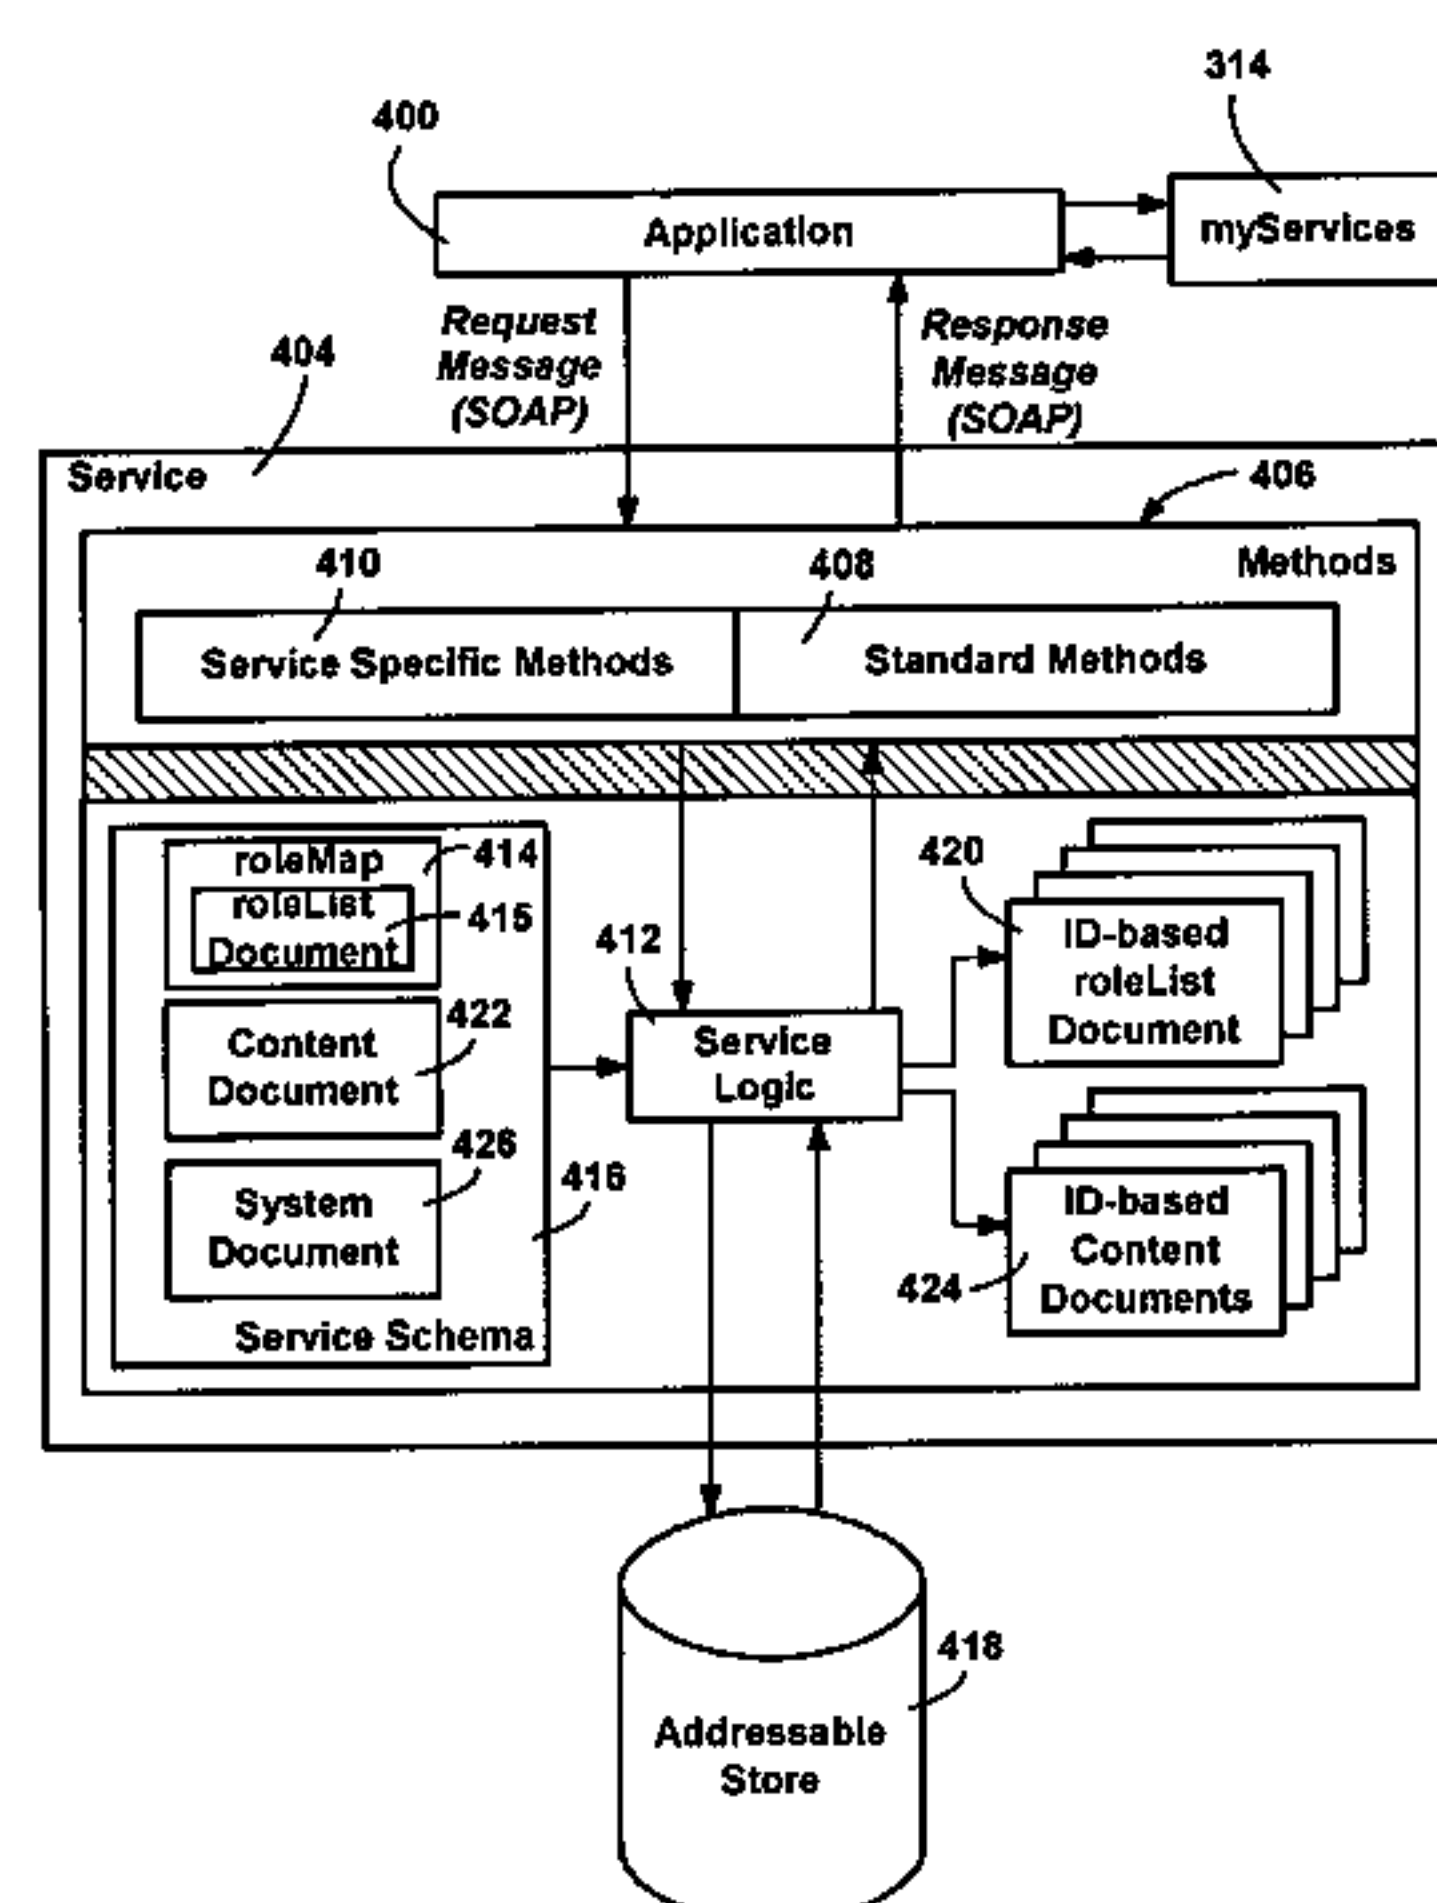 314
400
Application
myServices
Request
Message
(SOAP)
Response
Message
(SOAP)
404
Service
406
Methods
410
408
Service Specific Methods
Standard Methods
roleMap
414
roleList
Document
415
Content
Document
422
System
Document
426
416
Service Schema
412
Service
Logic
420
ID-based
roleList
Document
ID-based
Content
Documents
424
418
Addressable
Store